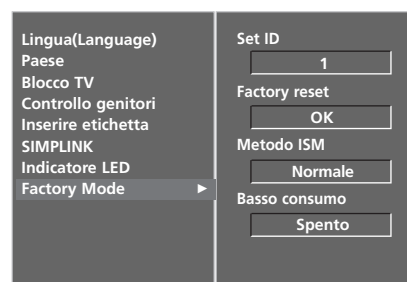 Lingua(Language)
Paese
Blocco TV
Controllo genitori
Inserire etichetta
SIMPLINK
Indicatore LED
Factory Mode ►
Set ID
1
Factory reset
OK
Metodo ISM
Normale
Basso consumo
Spento